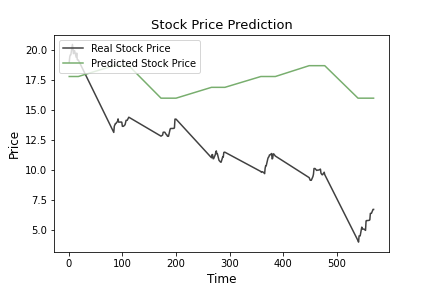 Stock Price Prediction
Real Stock Price
Predicted Stock Price
20.0
17.5
15.0
12.5
10.0
7.5
5.0
Price
0 100 200 300 400 500
Time